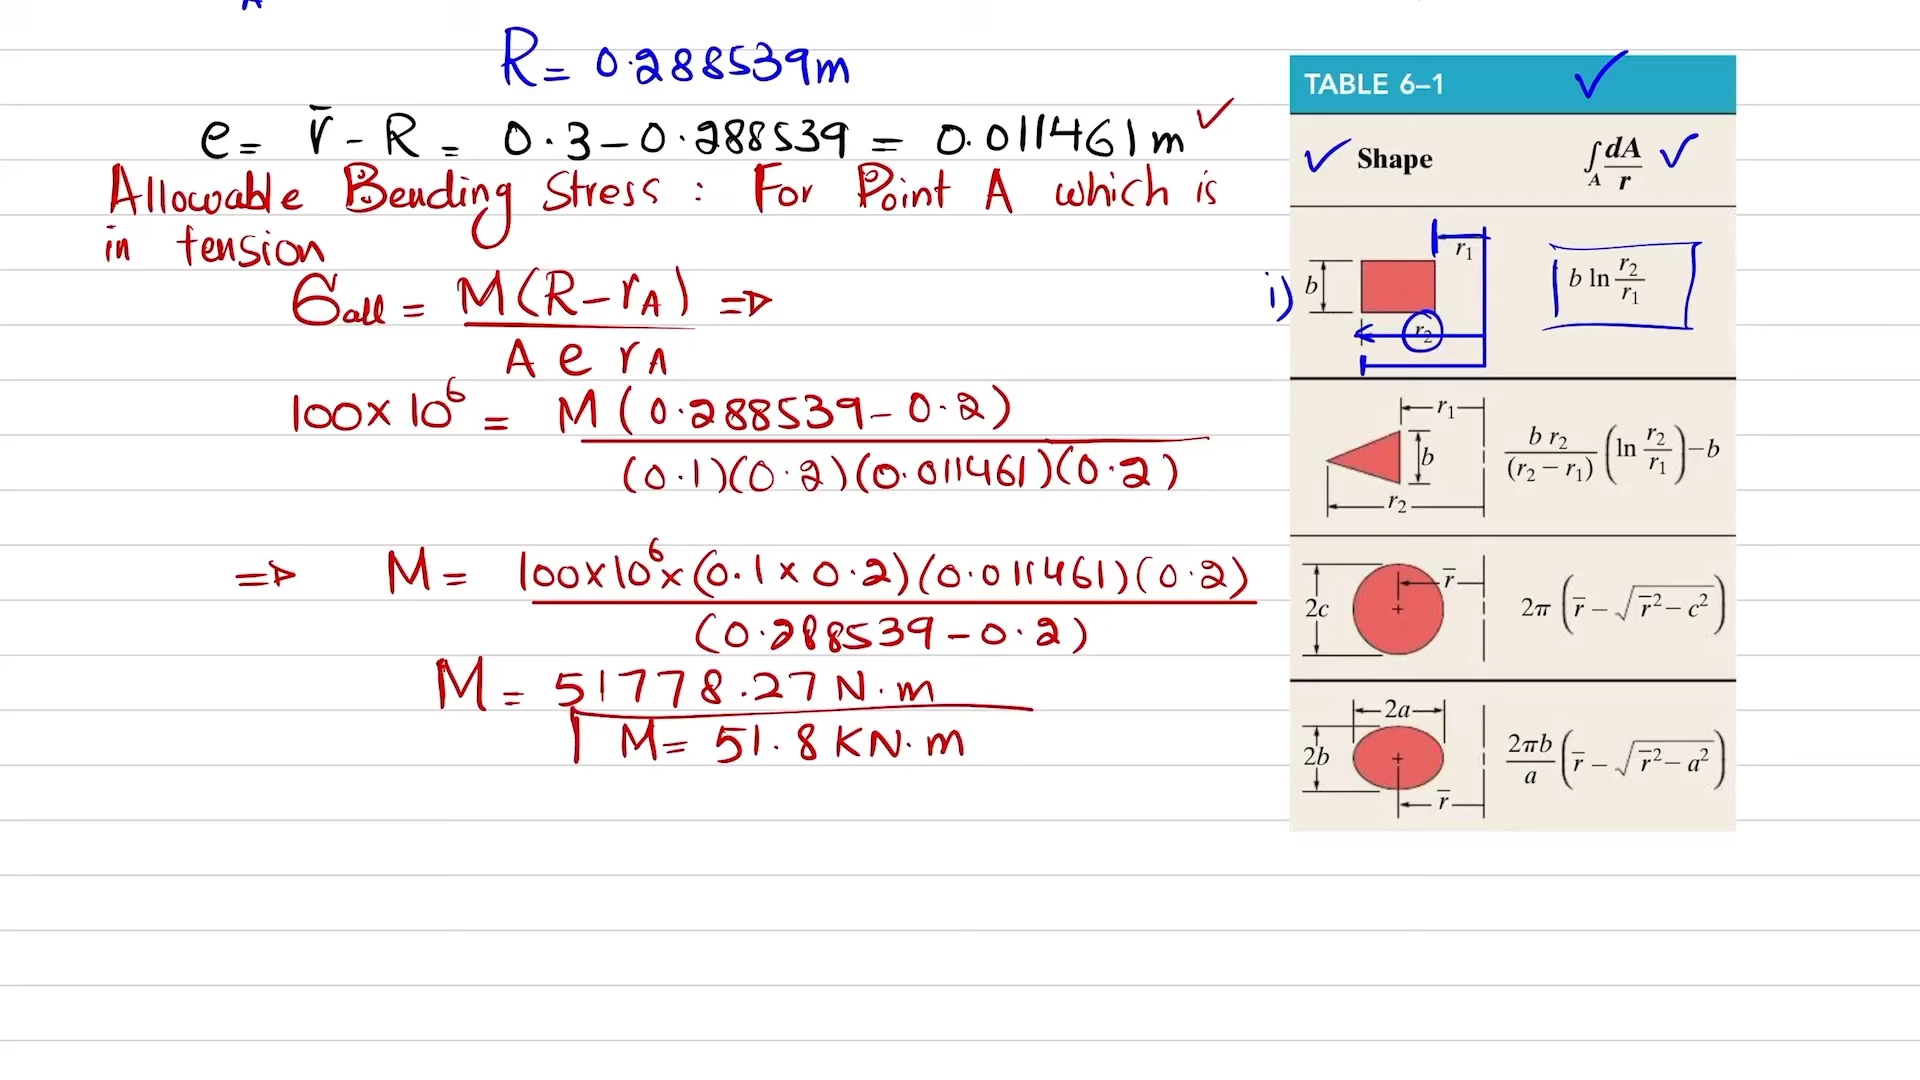 R = 0.288539m
e = r̄ - R = 0.3 - 0.288539 = 0.011461 m ✓
Allowable Bending Stress : For Point A which is
in tension
σall = M(R-rA) / A e rA =>
100x10^6 = M(0.288539 - 0.2) / (0.1)(0.2)(0.011461)(0.2)
=> M = 100x10^6 x (0.1 x 0.2)(0.011461)(0.2) / (0.288539 - 0.2)
M = 51778.27 N.m
M = 51.8 KN.m
TABLE 6–1 ✓
✓ Shape ∫A dA/r ✓
i) b r1 r2 b ln r2/r1
r1 b r2 b r2/(r2 − r1) (ln r2/r1) − b
2c r̄ 2π (r̄ − √(r̄² − c²))
2a 2b r̄ 2πb/a (r̄ − √(r̄² − a²))